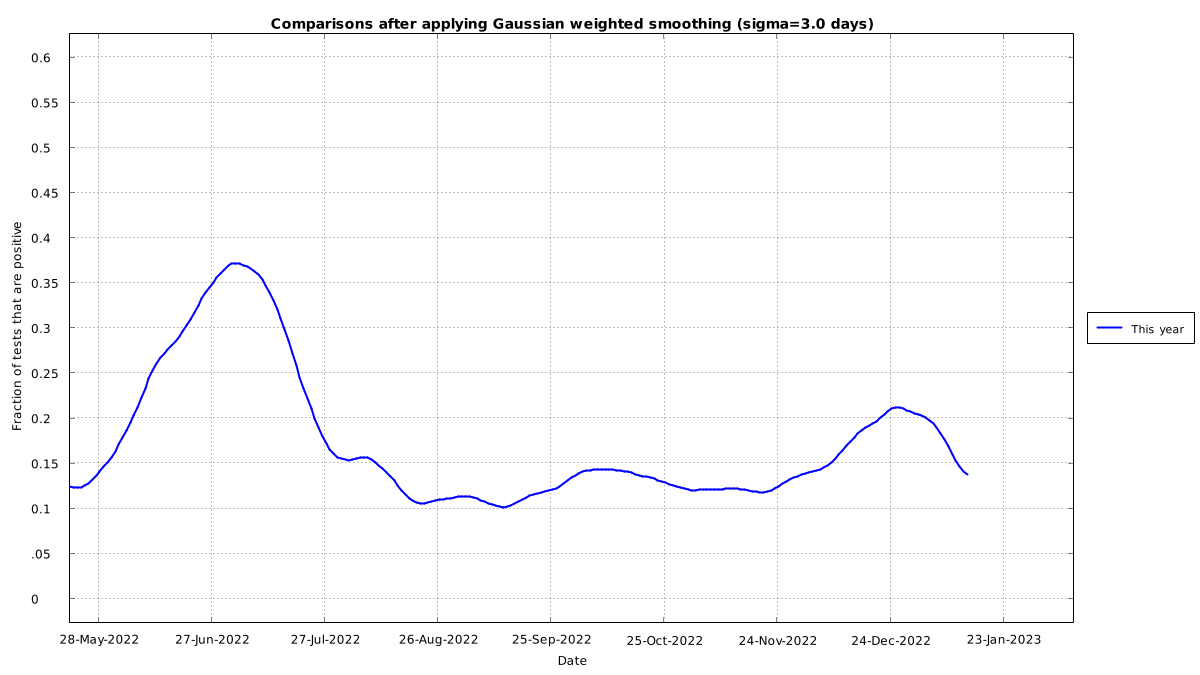 Comparisons after applying Gaussian weighted smoothing (sigma=3.0 days)
0.6
0.55
0.5
0.45
0.4
0.35
0.3
0.25
0.2
0.15
0.1
.05
0
Fraction of tests that are positive
This year
28-May-2022 27-Jun-2022 27-Jul-2022 26-Aug-2022 25-Sep-2022 25-Oct-2022 24-Nov-2022 24-Dec-2022 23-Jan-2023
Date